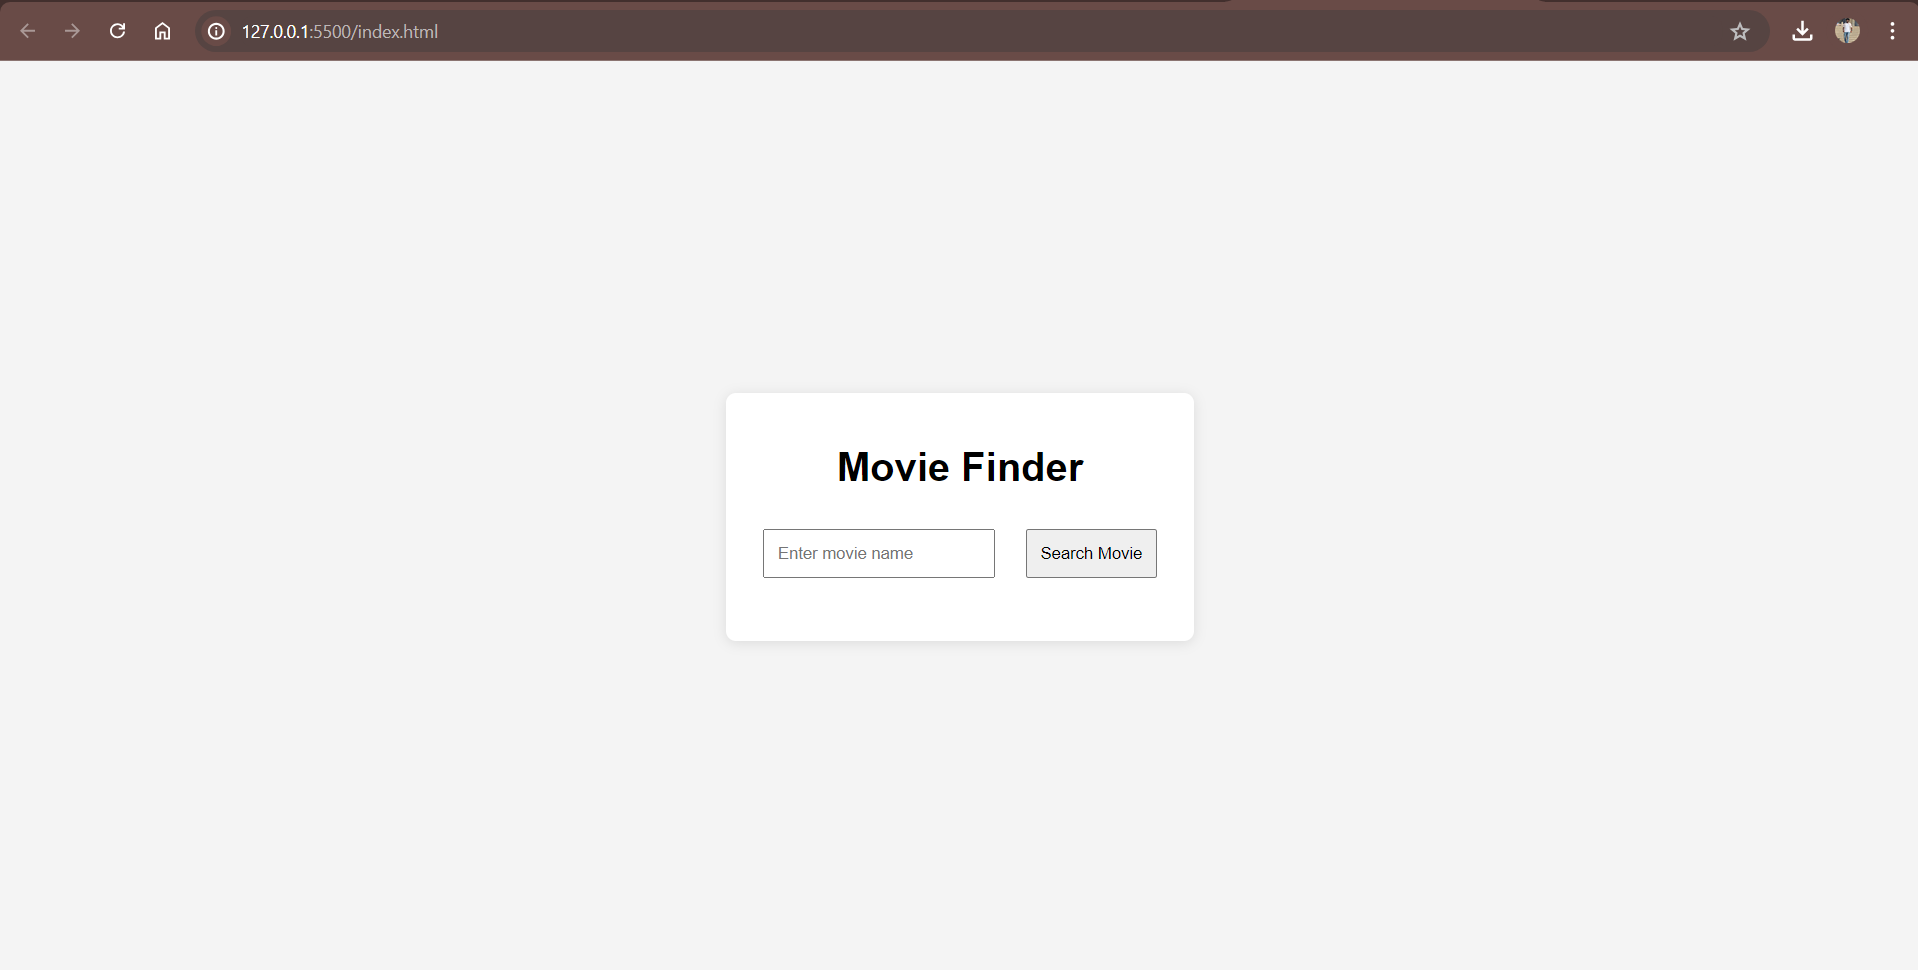 127.0.0.1:5500/index.html
Movie Finder
Enter movie name
Search Movie